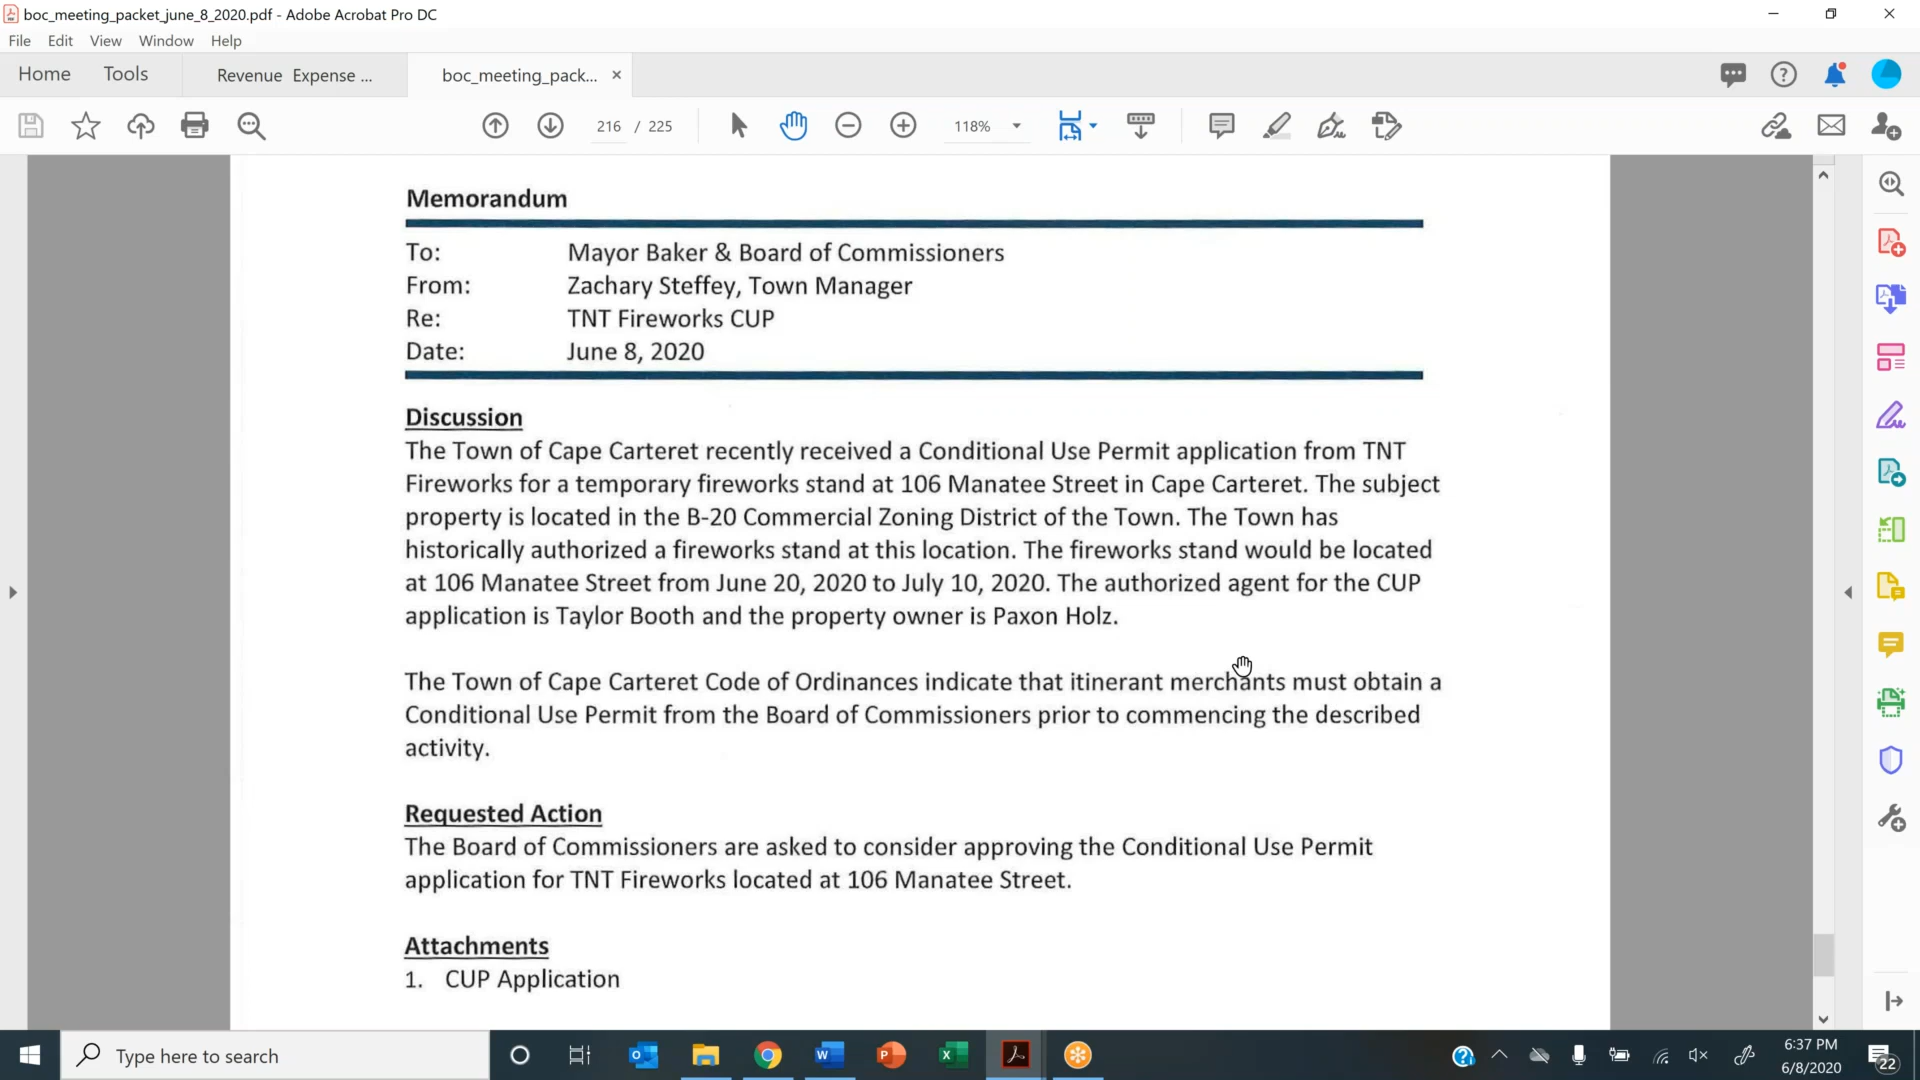 boc_meeting_packet_june_8_2020.pdf - Adobe Acrobat Pro DC
File Edit View Window Help
Home Tools Revenue Expense ... boc_meeting_pack... ×
216 / 225 118%
Memorandum
To: Mayor Baker & Board of Commissioners
From: Zachary Steffey, Town Manager
Re: TNT Fireworks CUP
Date: June 8, 2020
Discussion
The Town of Cape Carteret recently received a Conditional Use Permit application from TNT
Fireworks for a temporary fireworks stand at 106 Manatee Street in Cape Carteret. The subject
property is located in the B-20 Commercial Zoning District of the Town. The Town has
historically authorized a fireworks stand at this location. The fireworks stand would be located
at 106 Manatee Street from June 20, 2020 to July 10, 2020. The authorized agent for the CUP
application is Taylor Booth and the property owner is Paxon Holz.
The Town of Cape Carteret Code of Ordinances indicate that itinerant merchants must obtain a
Conditional Use Permit from the Board of Commissioners prior to commencing the described
activity.
Requested Action
The Board of Commissioners are asked to consider approving the Conditional Use Permit
application for TNT Fireworks located at 106 Manatee Street.
Attachments
1. CUP Application
Type here to search
6:37 PM
6/8/2020
22